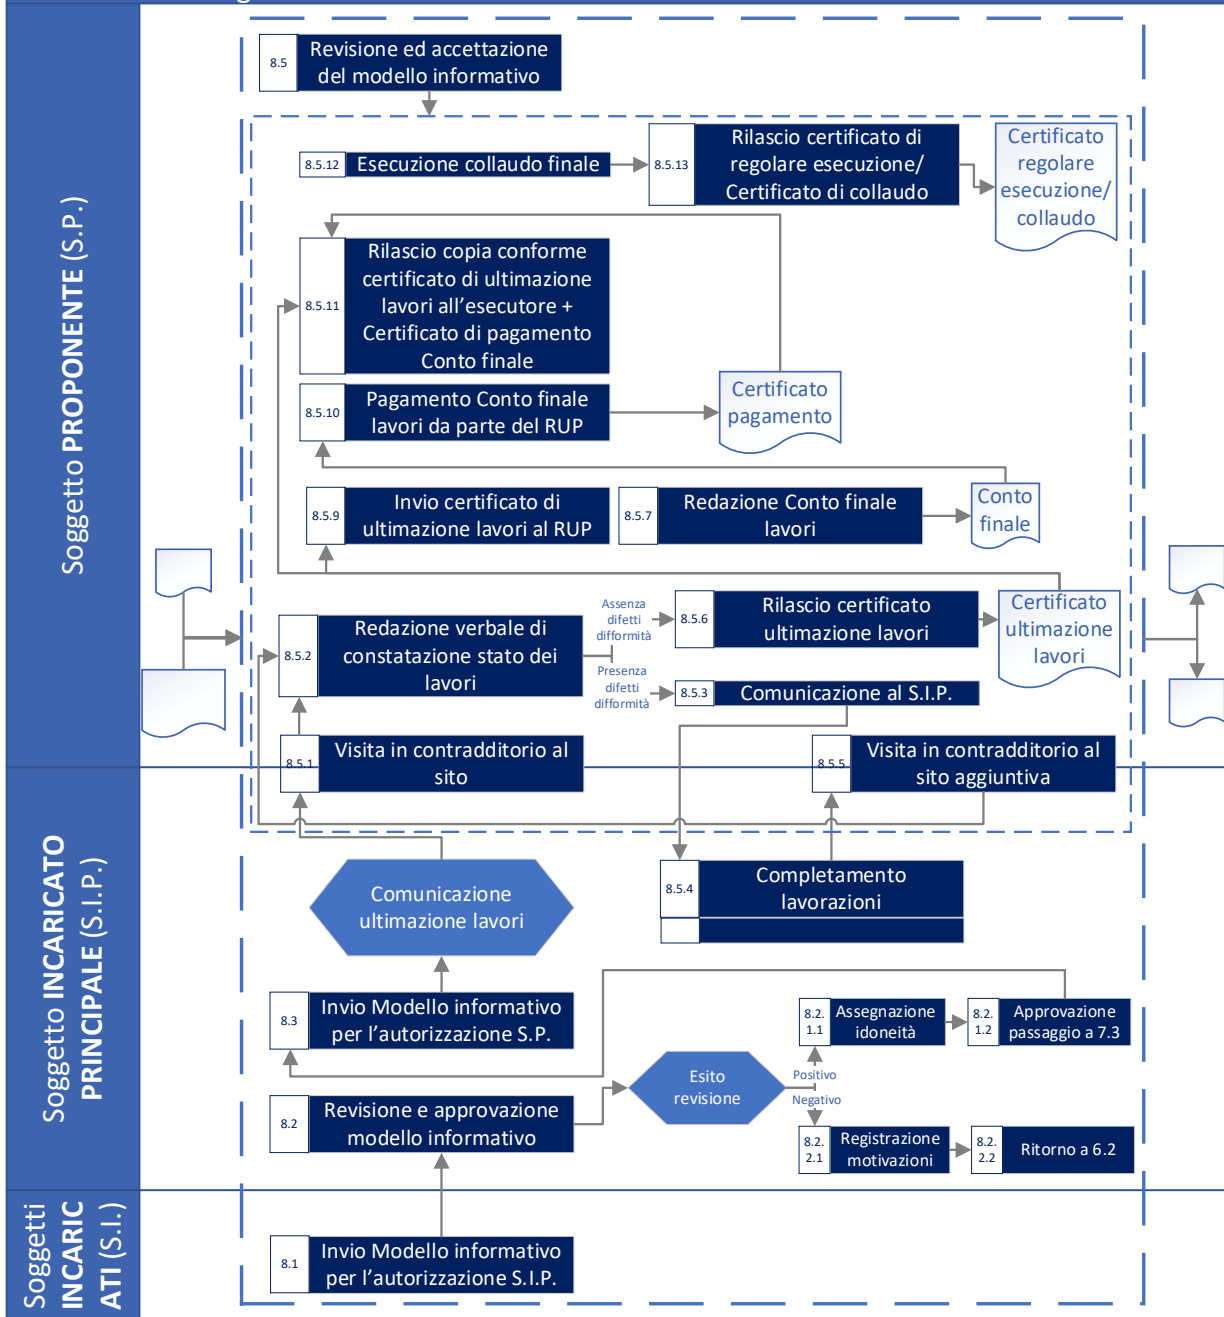 Soggetto PROPONENTE (S.P.)
8.5
Revisione ed accettazione
del modello informativo
8.5.12
Esecuzione collaudo finale
8.5.13
Rilascio certificato di
regolare esecuzione/
Certificato di collaudo
Certificato
regolare
esecuzione/
collaudo
8.5.11
Rilascio copia conforme
certificato di ultimazione
lavori all'esecutore +
Certificato di pagamento
Conto finale
8.5.10
Pagamento Conto finale
lavori da parte del RUP
Certificato
pagamento
8.5.9
Invio certificato di
ultimazione lavori al RUP
8.5.7
Redazione Conto finale
lavori
Conto
finale
8.5.2
Redazione verbale di
constatazione stato dei
lavori
Assenza
difetti
difformità
8.5.6
Rilascio certificato
ultimazione lavori
Certificato
ultimazione
lavori
Presenza
difetti
difformità
8.5.3
Comunicazione al S.I.P.
8.5.1
Visita in contradditorio al
sito
8.5.5
Visita in contradditorio al
sito aggiuntiva
Soggetto INCARICATO
PRINCIPALE (S.I.P.)
Comunicazione
ultimazione lavori
8.5.4
Completamento
lavorazioni
8.3
Invio Modello informativo
per l'autorizzazione S.P.
8.2.
1.1
Assegnazione
idoneità
8.2.
1.2
Approvazione
passaggio a 7.3
8.2
Revisione e approvazione
modello informativo
Esito
revisione
Positivo
Negativo
8.2.
2.1
Registrazione
motivazioni
8.2.
2.2
Ritorno a 6.2
Soggetti
INCARIC
ATI (S.I.)
8.1
Invio Modello informativo
per l'autorizzazione S.I.P.